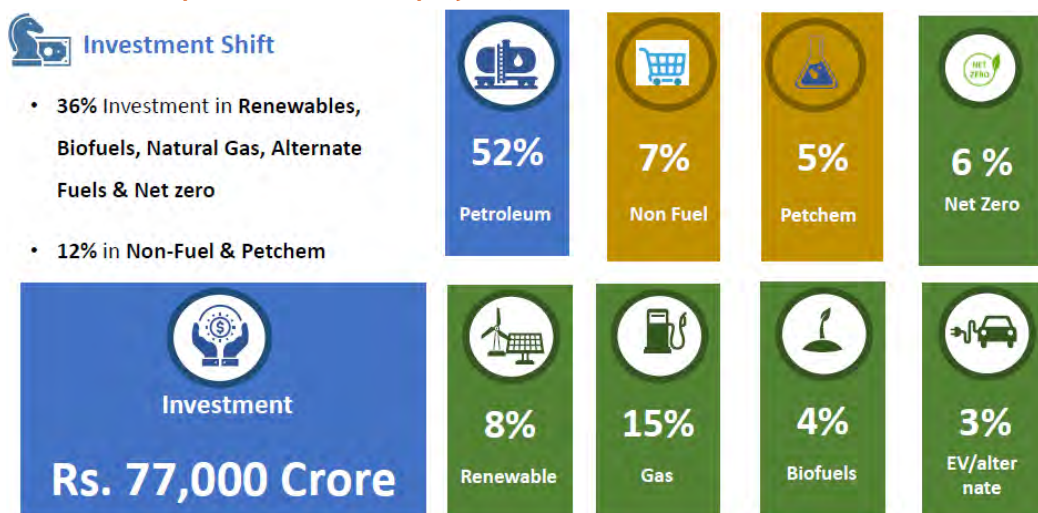 Investment Shift
• 36% Investment in Renewables,
Biofuels, Natural Gas, Alternate
Fuels & Net zero
• 12% in Non-Fuel & Petchem
52%
Petroleum
7%
Non Fuel
5%
Petchem
NET
ZERO
6 %
Net Zero
Investment
Rs. 77,000 Crore
8%
Renewable
15%
Gas
4%
Biofuels
3%
EV/alter
nate